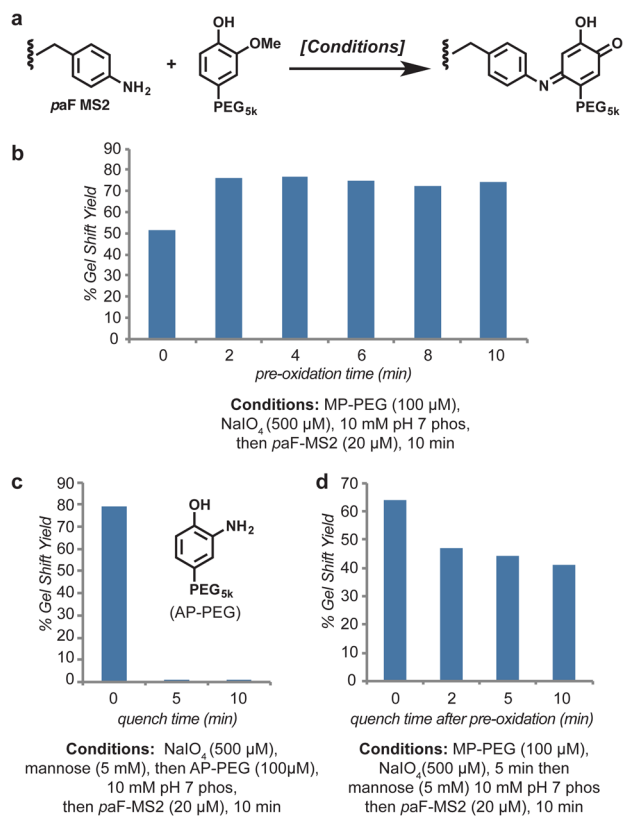 a
OH
OMe
[Conditions]
OH
O
+
NH2
N
paF MS2
PEG5k
PEG5k
b
90
80
70
60
50
40
30
20
10
0
% Gel Shift Yield
0 2 4 6 8 10
pre-oxidation time (min)
Conditions: MP-PEG (100 µM),
NaIO4 (500 µM), 10 mM pH 7 phos,
then paF-MS2 (20 µM), 10 min
c
90
80
70
60
50
40
30
20
10
0
% Gel Shift Yield
OH
NH2
PEG5k
(AP-PEG)
0 5 10
quench time (min)
Conditions: NaIO4 (500 µM),
mannose (5 mM), then AP-PEG (100µM),
10 mM pH 7 phos,
then paF-MS2 (20 µM), 10 min
d
70
60
50
40
30
20
10
0
% Gel Shift Yield
0 2 5 10
quench time after pre-oxidation (min)
Conditions: MP-PEG (100 µM),
NaIO4(500 µM), 5 min then
mannose (5 mM) 10 mM pH 7 phos
then paF-MS2 (20 µM), 10 min